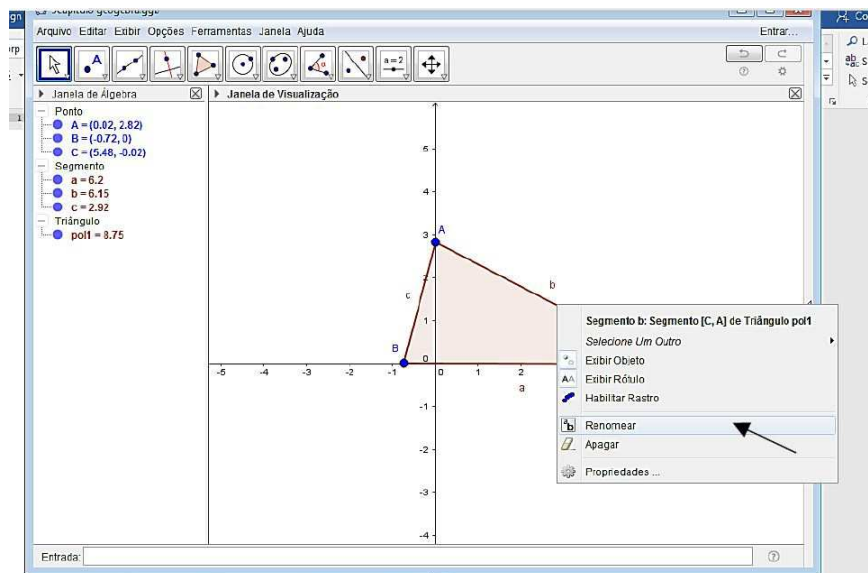 Arquivo Editar Exibir Opções Ferramentas Janela Ajuda
Entrar...
A
a=2
Janela de Álgebra
Janela de Visualização
Ponto
A = (0.02, 2.82)
B = (-0.72, 0)
C = (5.48, -0.02)
Segmento
a = 6.2
b = 6.15
c = 2.92
Triângulo
pol1 = 8.75
5
4
3
2
1
0
-1
-2
-3
-4
-5 -4 -3 -2 -1 0 1 2
A
B
a
b
c
Segmento b: Segmento [C, A] de Triângulo pol1
Selecione Um Outro
Exibir Objeto
AA Exibir Rótulo
Habilitar Rastro
ab Renomear
Apagar
Propriedades ...
Entrada: